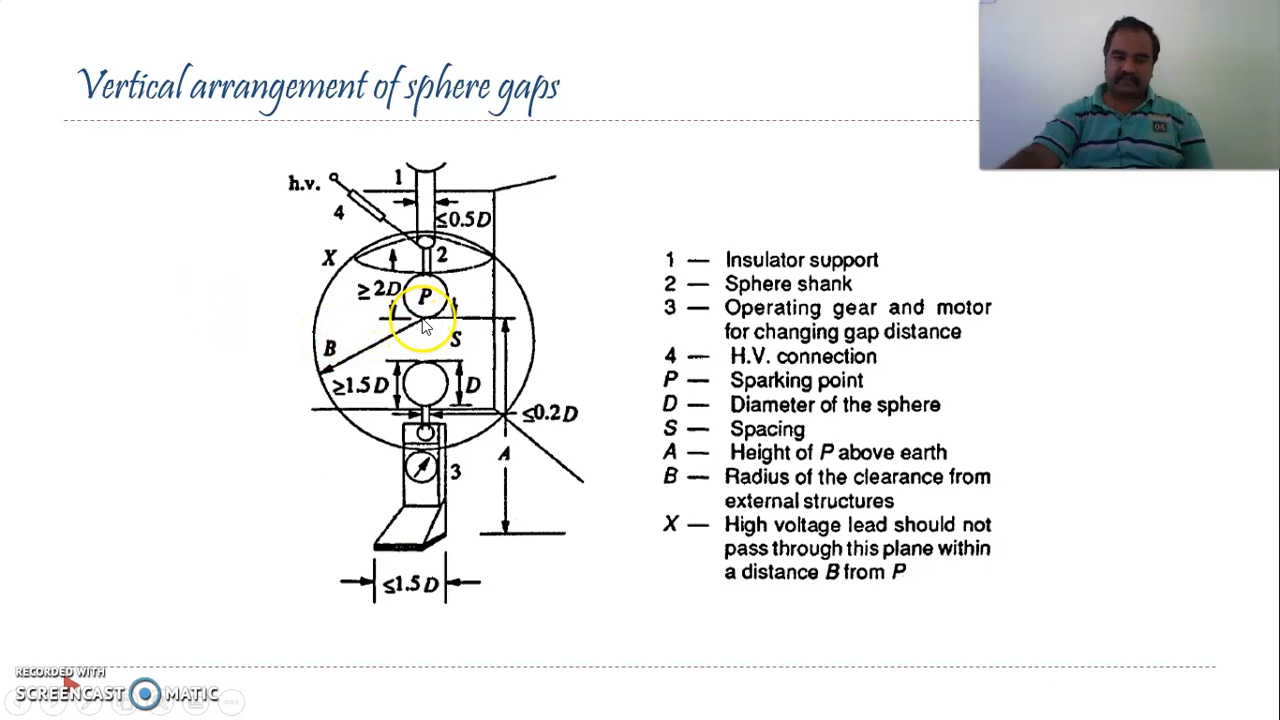 Vertical arrangement of sphere gaps
06
h.v.
1
4
≤0.5D
X
2
≥2D
P
B
S
≥1.5D
D
≤0.2D
A
3
≤1.5D
1 — Insulator support
2 — Sphere shank
3 — Operating gear and motor
for changing gap distance
4 — H.V. connection
P — Sparking point
D — Diameter of the sphere
S — Spacing
A — Height of P above earth
B — Radius of the clearance from
external structures
X — High voltage lead should not
pass through this plane within
a distance B from P
RECORDED WITH
SCREENCAST MATIC